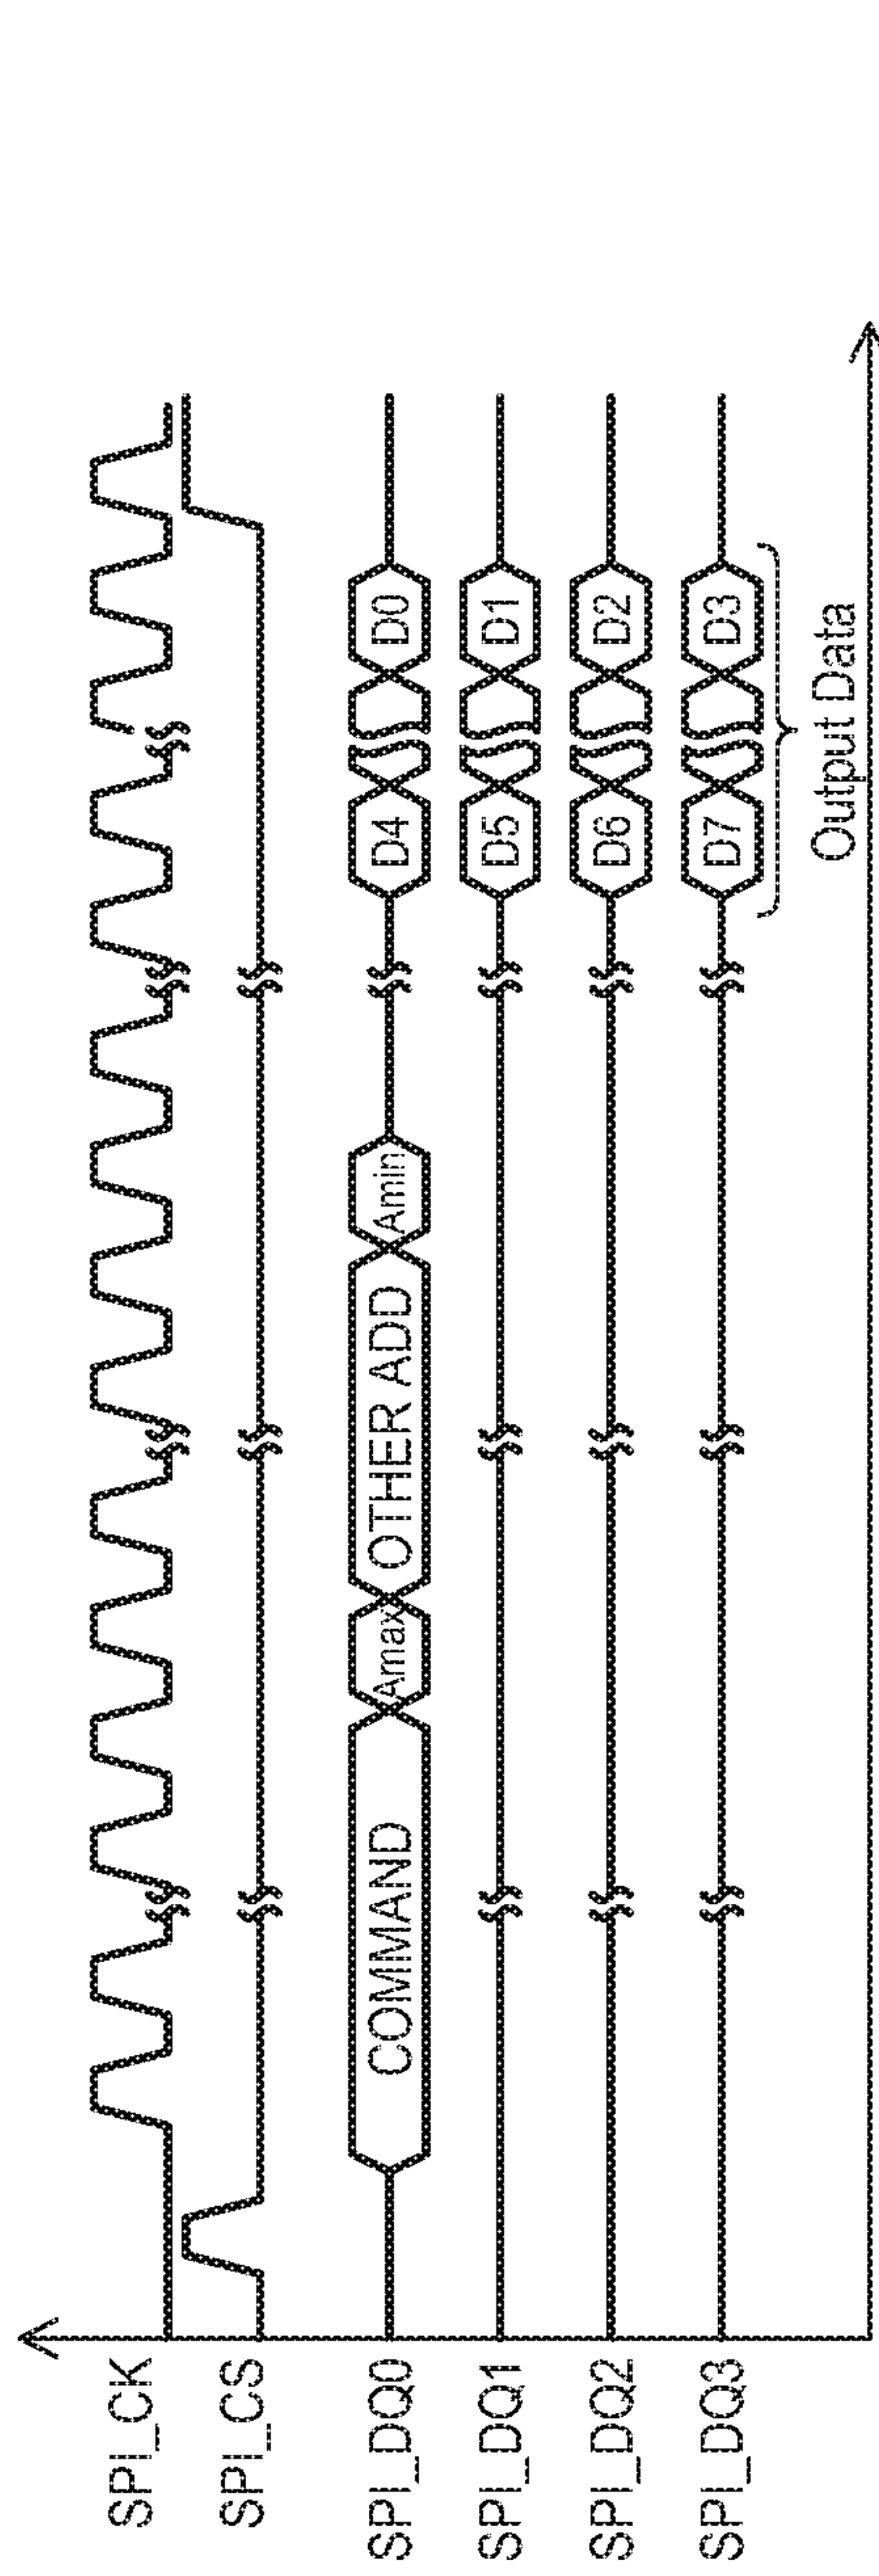 SPI_CK
SPI_CS
SPI_DQ0 COMMAND Amax OTHER ADD Amin D4 D0
SPI_DQ1 D5 D1
SPI_DQ2 D6 D2
SPI_DQ3 D7 D3
Output Data